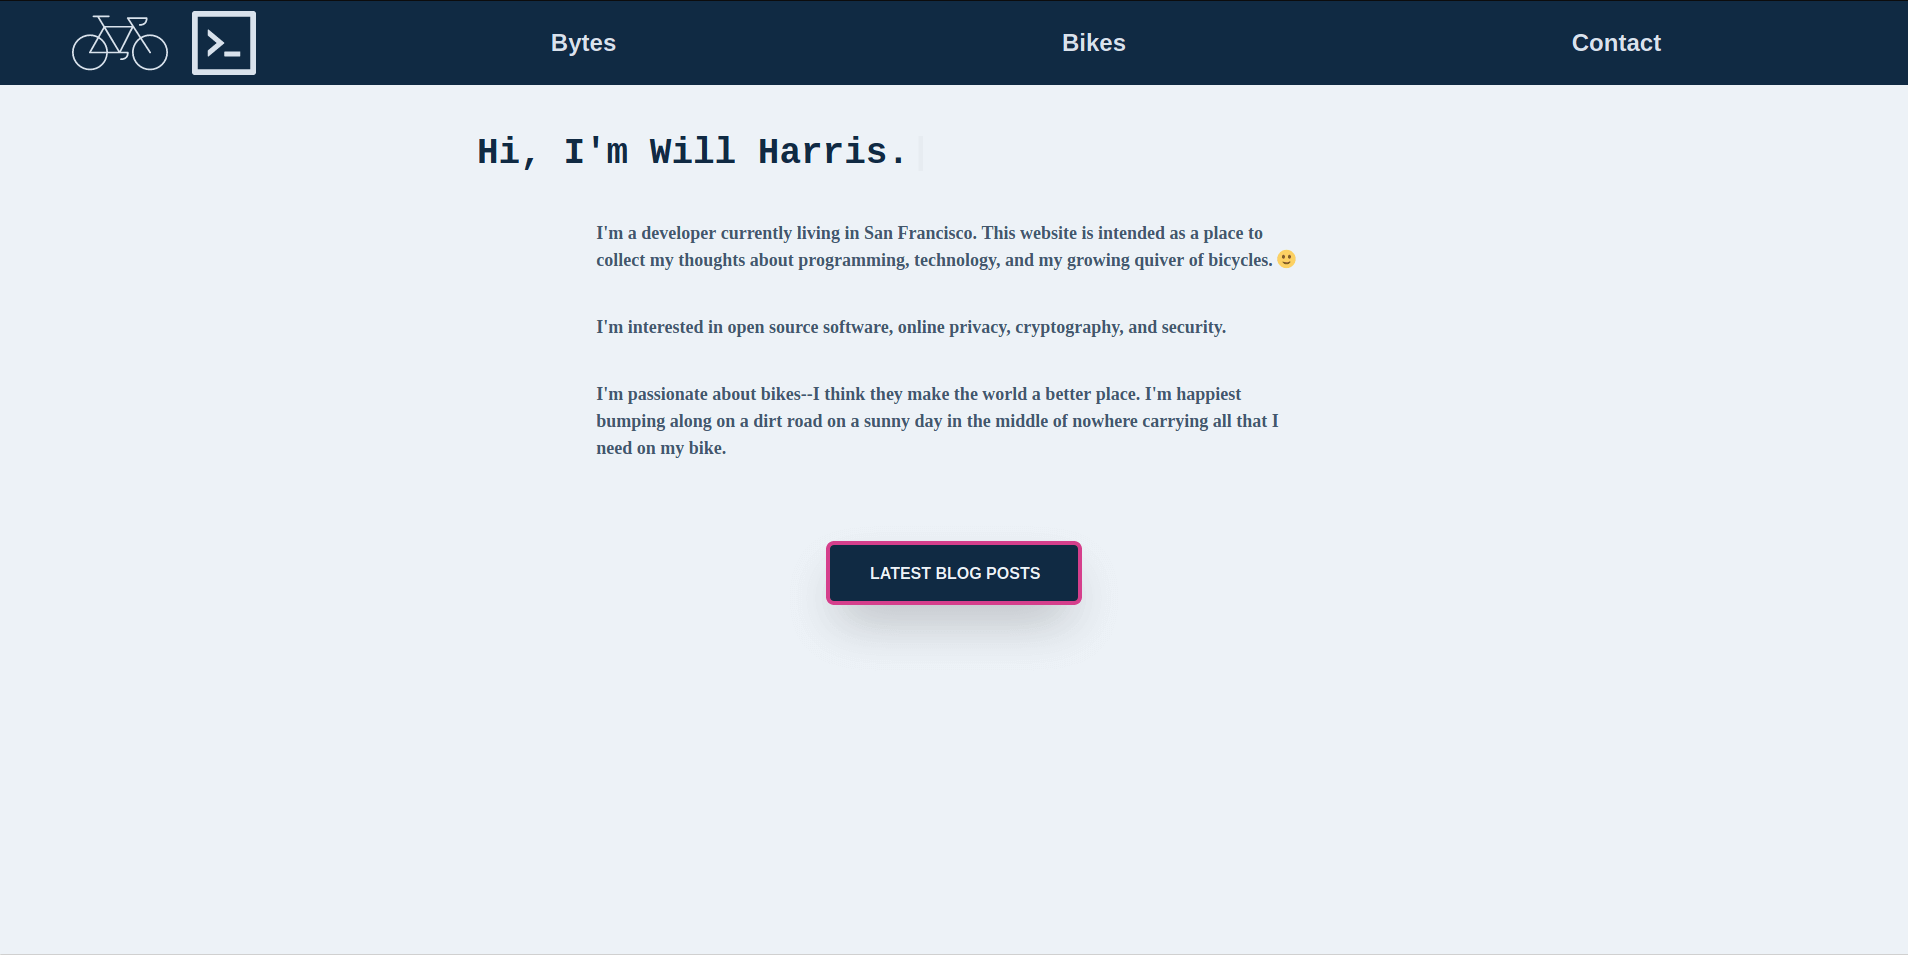 Bytes
Bikes
Contact
Hi, I'm Will Harris.
I'm a developer currently living in San Francisco. This website is intended as a place to
collect my thoughts about programming, technology, and my growing quiver of bicycles. 🙂
I'm interested in open source software, online privacy, cryptography, and security.
I'm passionate about bikes--I think they make the world a better place. I'm happiest
bumping along on a dirt road on a sunny day in the middle of nowhere carrying all that I
need on my bike.
LATEST BLOG POSTS